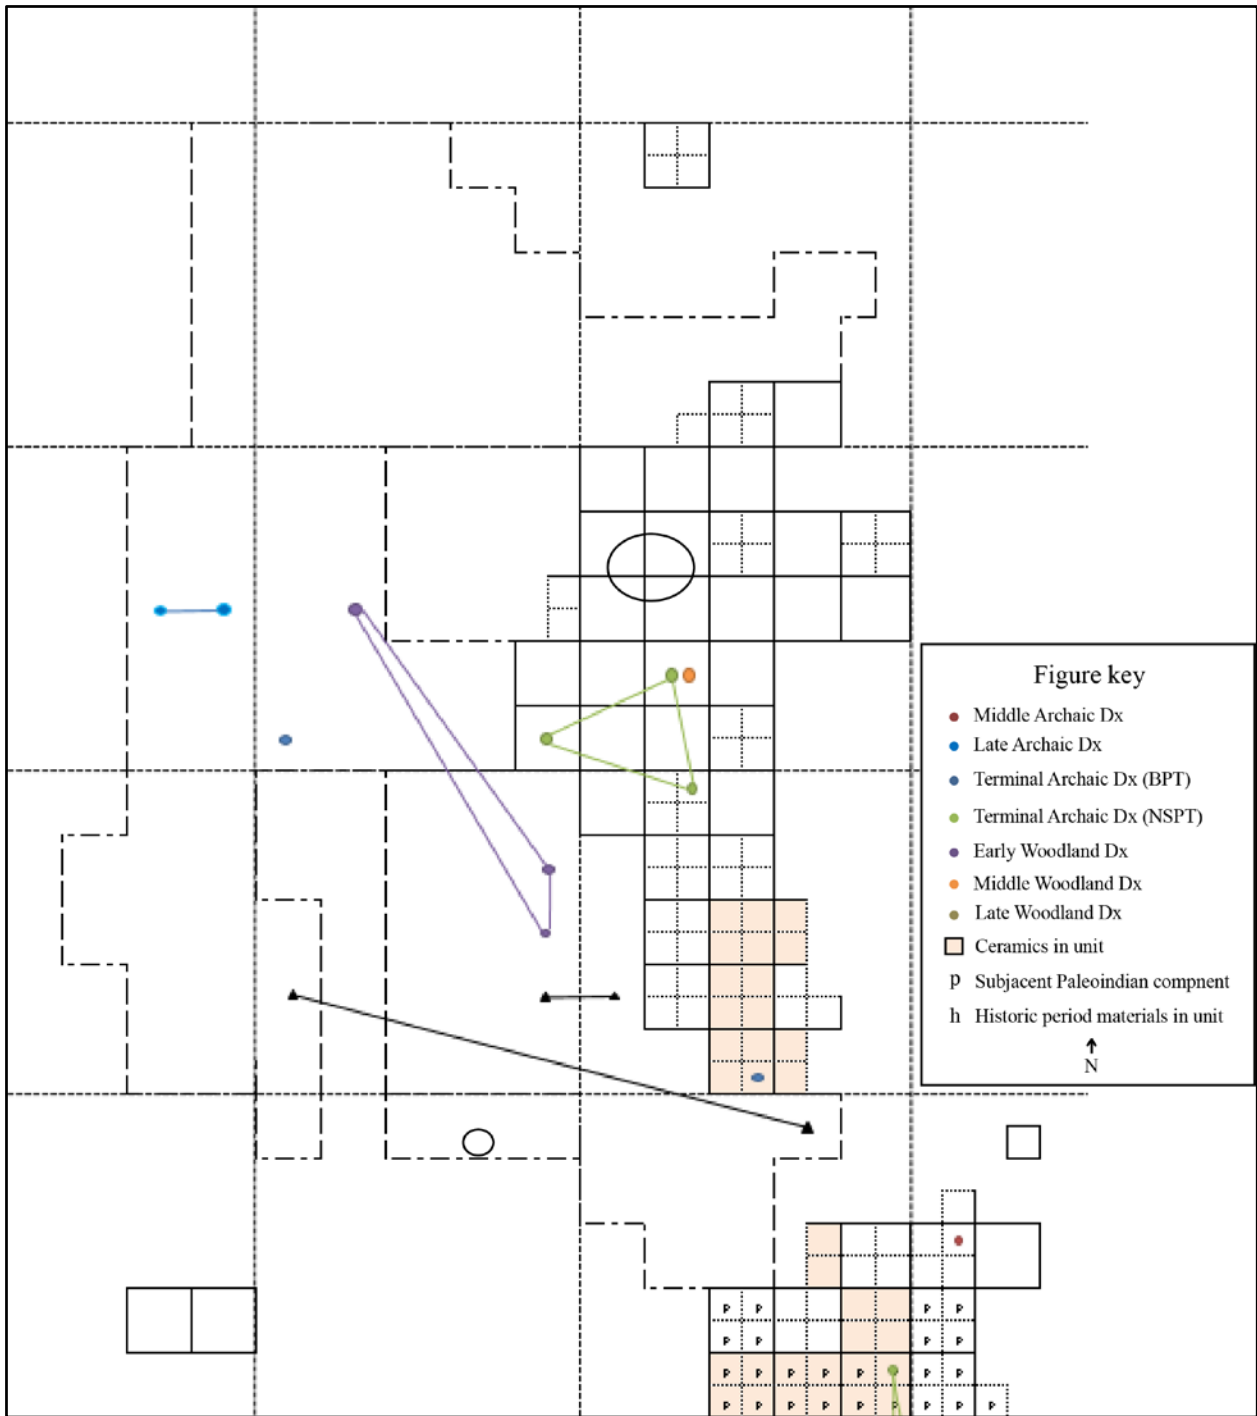 Figure key
Middle Archaic Dx
Late Archaic Dx
Terminal Archaic Dx (BPT)
Terminal Archaic Dx (NSPT)
Early Woodland Dx
Middle Woodland Dx
Late Woodland Dx
Ceramics in unit
p Subjacent Paleoindian compnent
h Historic period materials in unit
N
p p p p
p p p p
p p p p p p p
p p p p p p p p p